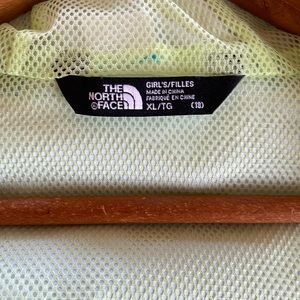 THE
NORTH
©FACE
GIRL'S/FILLES
MADE IN CHINA
FABRIQUÉ EN CHINE
XL/TG (18)